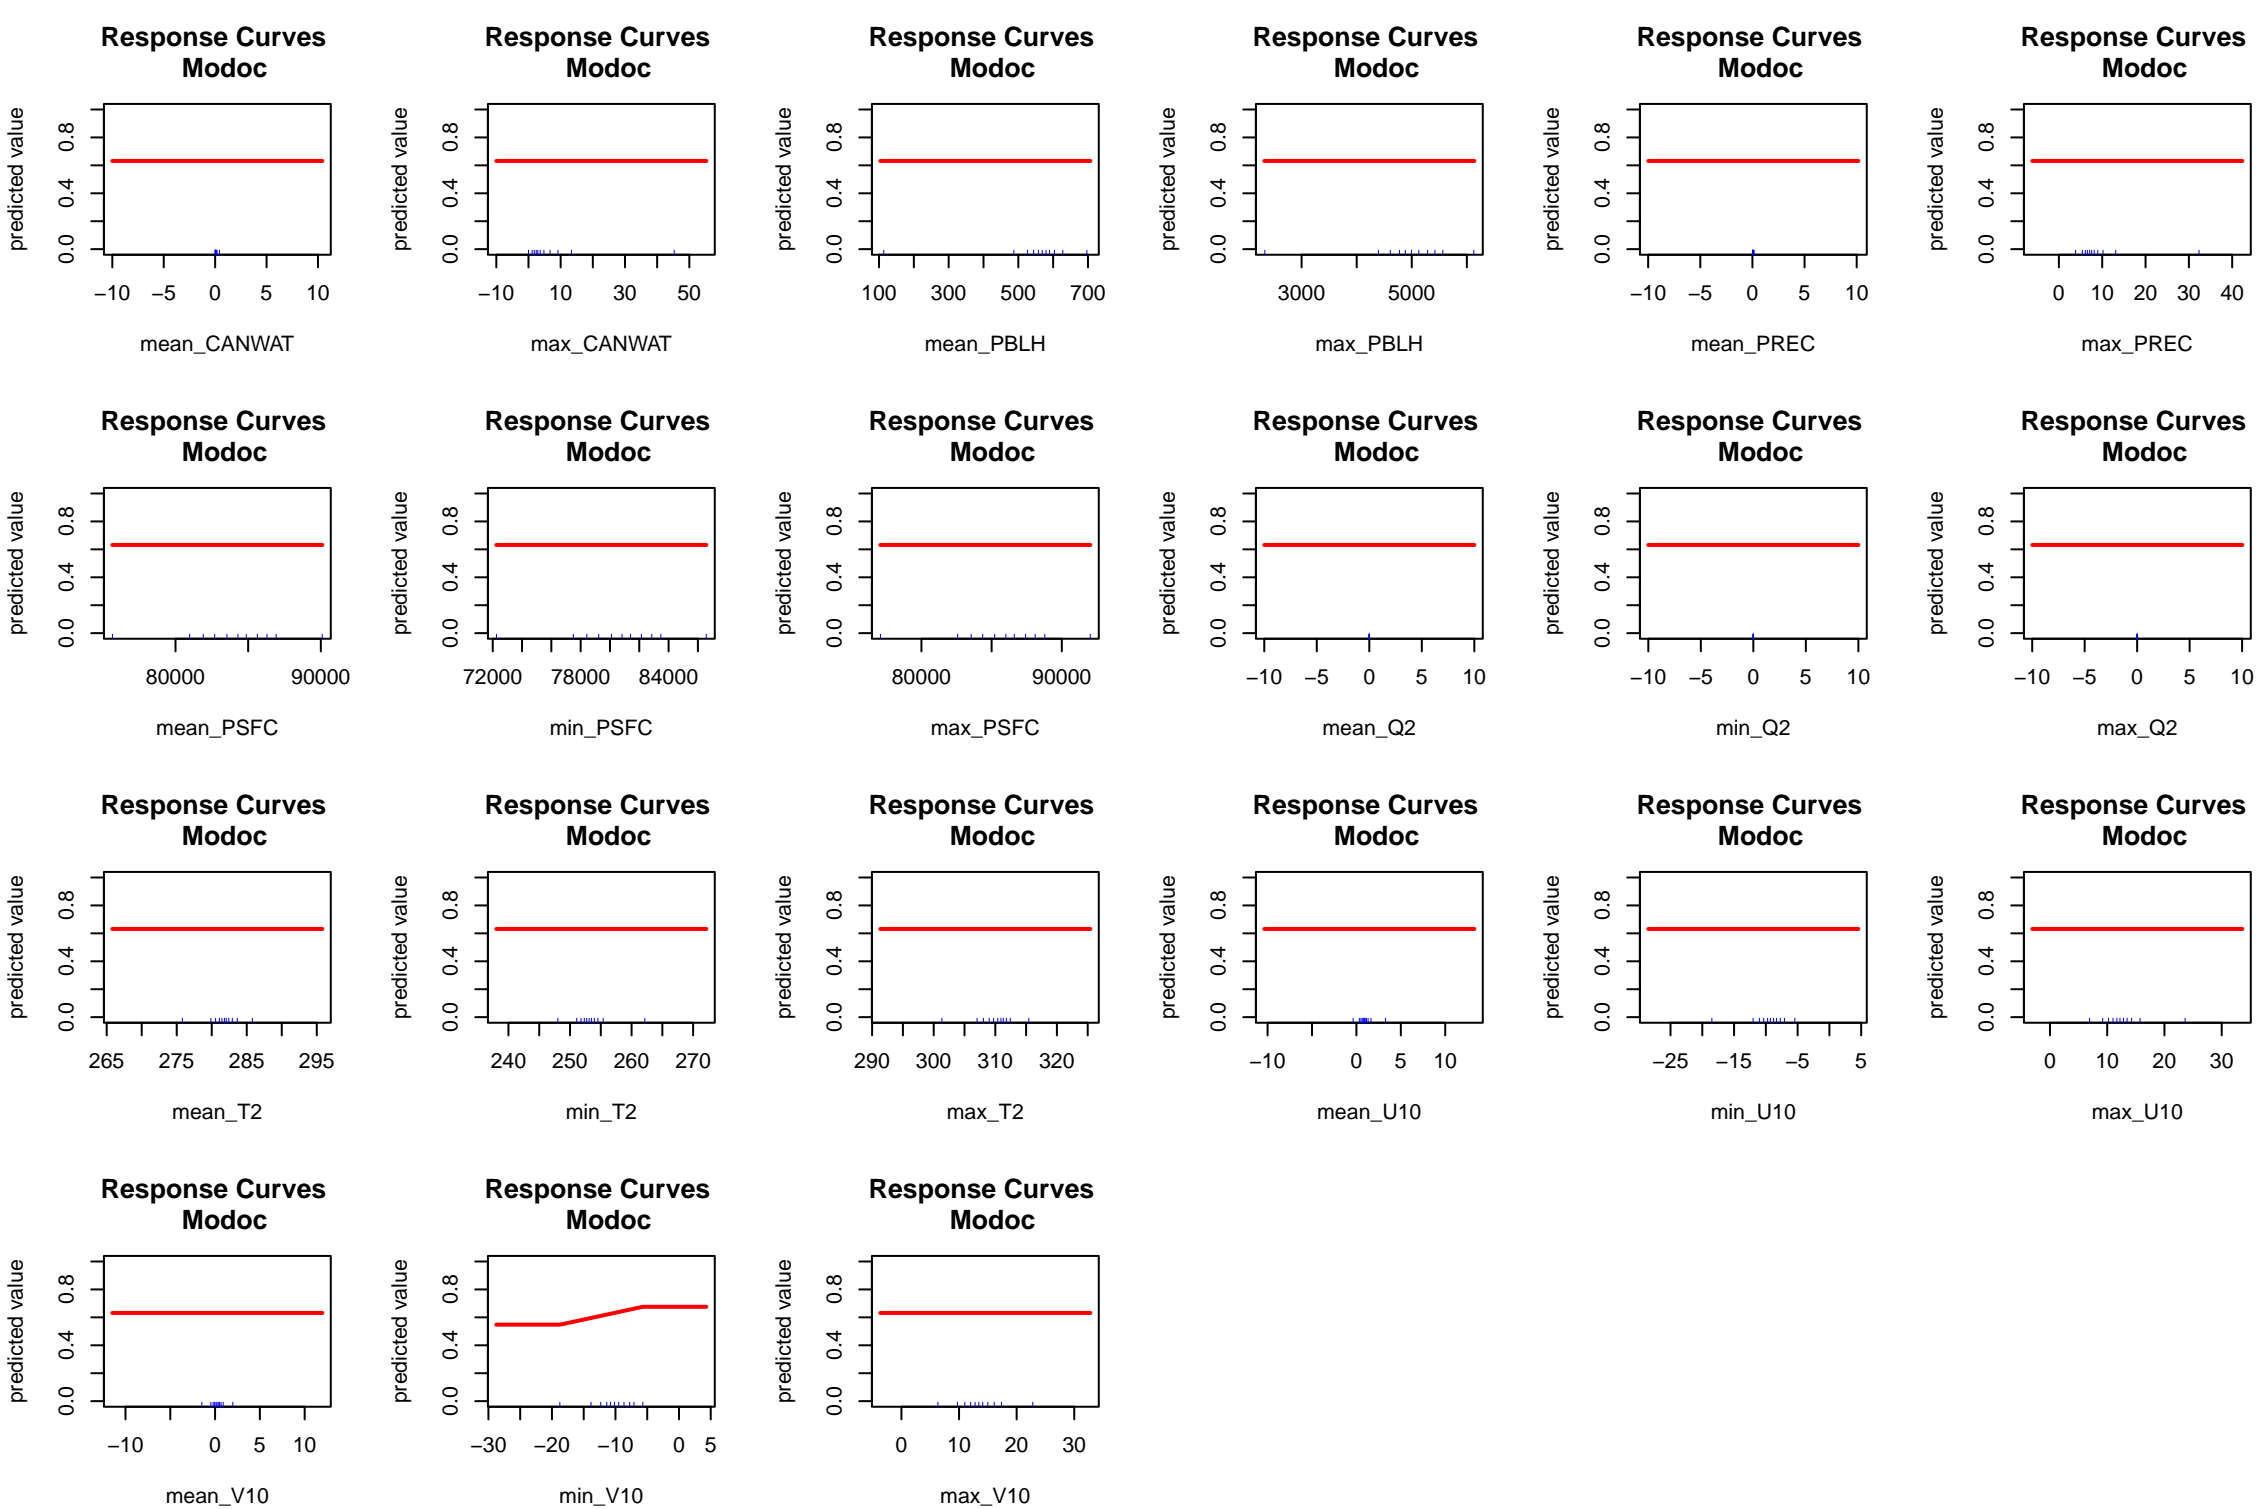 Response Curves
Modoc
predicted value
0.0 0.4 0.8
−10 −5 0 5 10
mean_CANWAT
Response Curves
Modoc
predicted value
0.0 0.4 0.8
−10 10 30 50
max_CANWAT
Response Curves
Modoc
predicted value
0.0 0.4 0.8
100 300 500 700
mean_PBLH
Response Curves
Modoc
predicted value
0.0 0.4 0.8
3000 5000
max_PBLH
Response Curves
Modoc
predicted value
0.0 0.4 0.8
−10 −5 0 5 10
mean_PREC
Response Curves
Modoc
predicted value
0.0 0.4 0.8
0 10 20 30 40
max_PREC
Response Curves
Modoc
predicted value
0.0 0.4 0.8
80000 90000
mean_PSFC
Response Curves
Modoc
predicted value
0.0 0.4 0.8
72000 78000 84000
min_PSFC
Response Curves
Modoc
predicted value
0.0 0.4 0.8
80000 90000
max_PSFC
Response Curves
Modoc
predicted value
0.0 0.4 0.8
−10 −5 0 5 10
mean_Q2
Response Curves
Modoc
predicted value
0.0 0.4 0.8
−10 −5 0 5 10
min_Q2
Response Curves
Modoc
predicted value
0.0 0.4 0.8
−10 −5 0 5 10
max_Q2
Response Curves
Modoc
predicted value
0.0 0.4 0.8
265 275 285 295
mean_T2
Response Curves
Modoc
predicted value
0.0 0.4 0.8
240 250 260 270
min_T2
Response Curves
Modoc
predicted value
0.0 0.4 0.8
290 300 310 320
max_T2
Response Curves
Modoc
predicted value
0.0 0.4 0.8
−10 0 5 10
mean_U10
Response Curves
Modoc
predicted value
0.0 0.4 0.8
−25 −15 −5 5
min_U10
Response Curves
Modoc
predicted value
0.0 0.4 0.8
0 10 20 30
max_U10
Response Curves
Modoc
predicted value
0.0 0.4 0.8
−10 0 5 10
mean_V10
Response Curves
Modoc
predicted value
0.0 0.4 0.8
−30 −20 −10 0 5
min_V10
Response Curves
Modoc
predicted value
0.0 0.4 0.8
0 10 20 30
max_V10